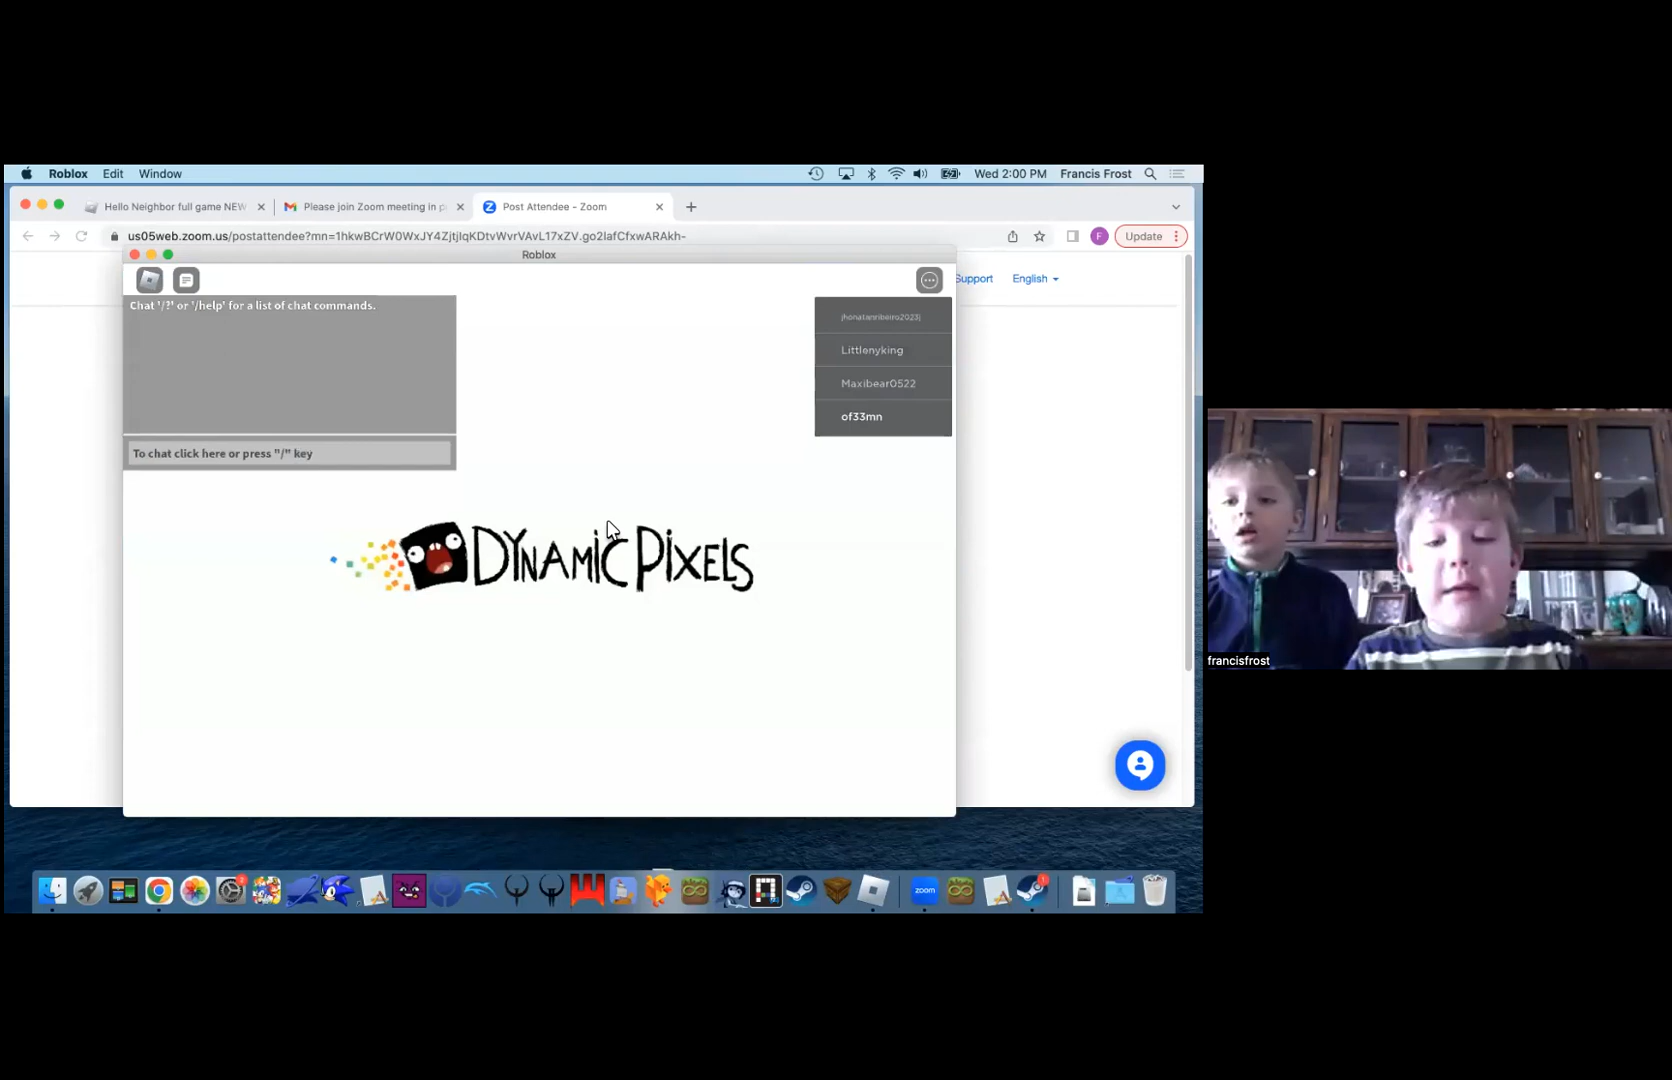 Roblox Edit Window Wed 2:00 PM Francis Frost
Hello Neighbor full game NEW Please join Zoom meeting in p Post Attendee - Zoom
us05web.zoom.us/postattendee?mn=1hkwBCrW0WxJY4ZjtjIqKDtvWvrVAvL17xZV.go2IafCfxwARAkh- F Update
Roblox
Support English
Chat '/?' or '/help' for a list of chat commands.
jhonatanribeiro2023j
Littlenyking
Maxibear0522
of33mn
To chat click here or press "/" key
DYNAMIC PIXELS
francisfrost
zoom